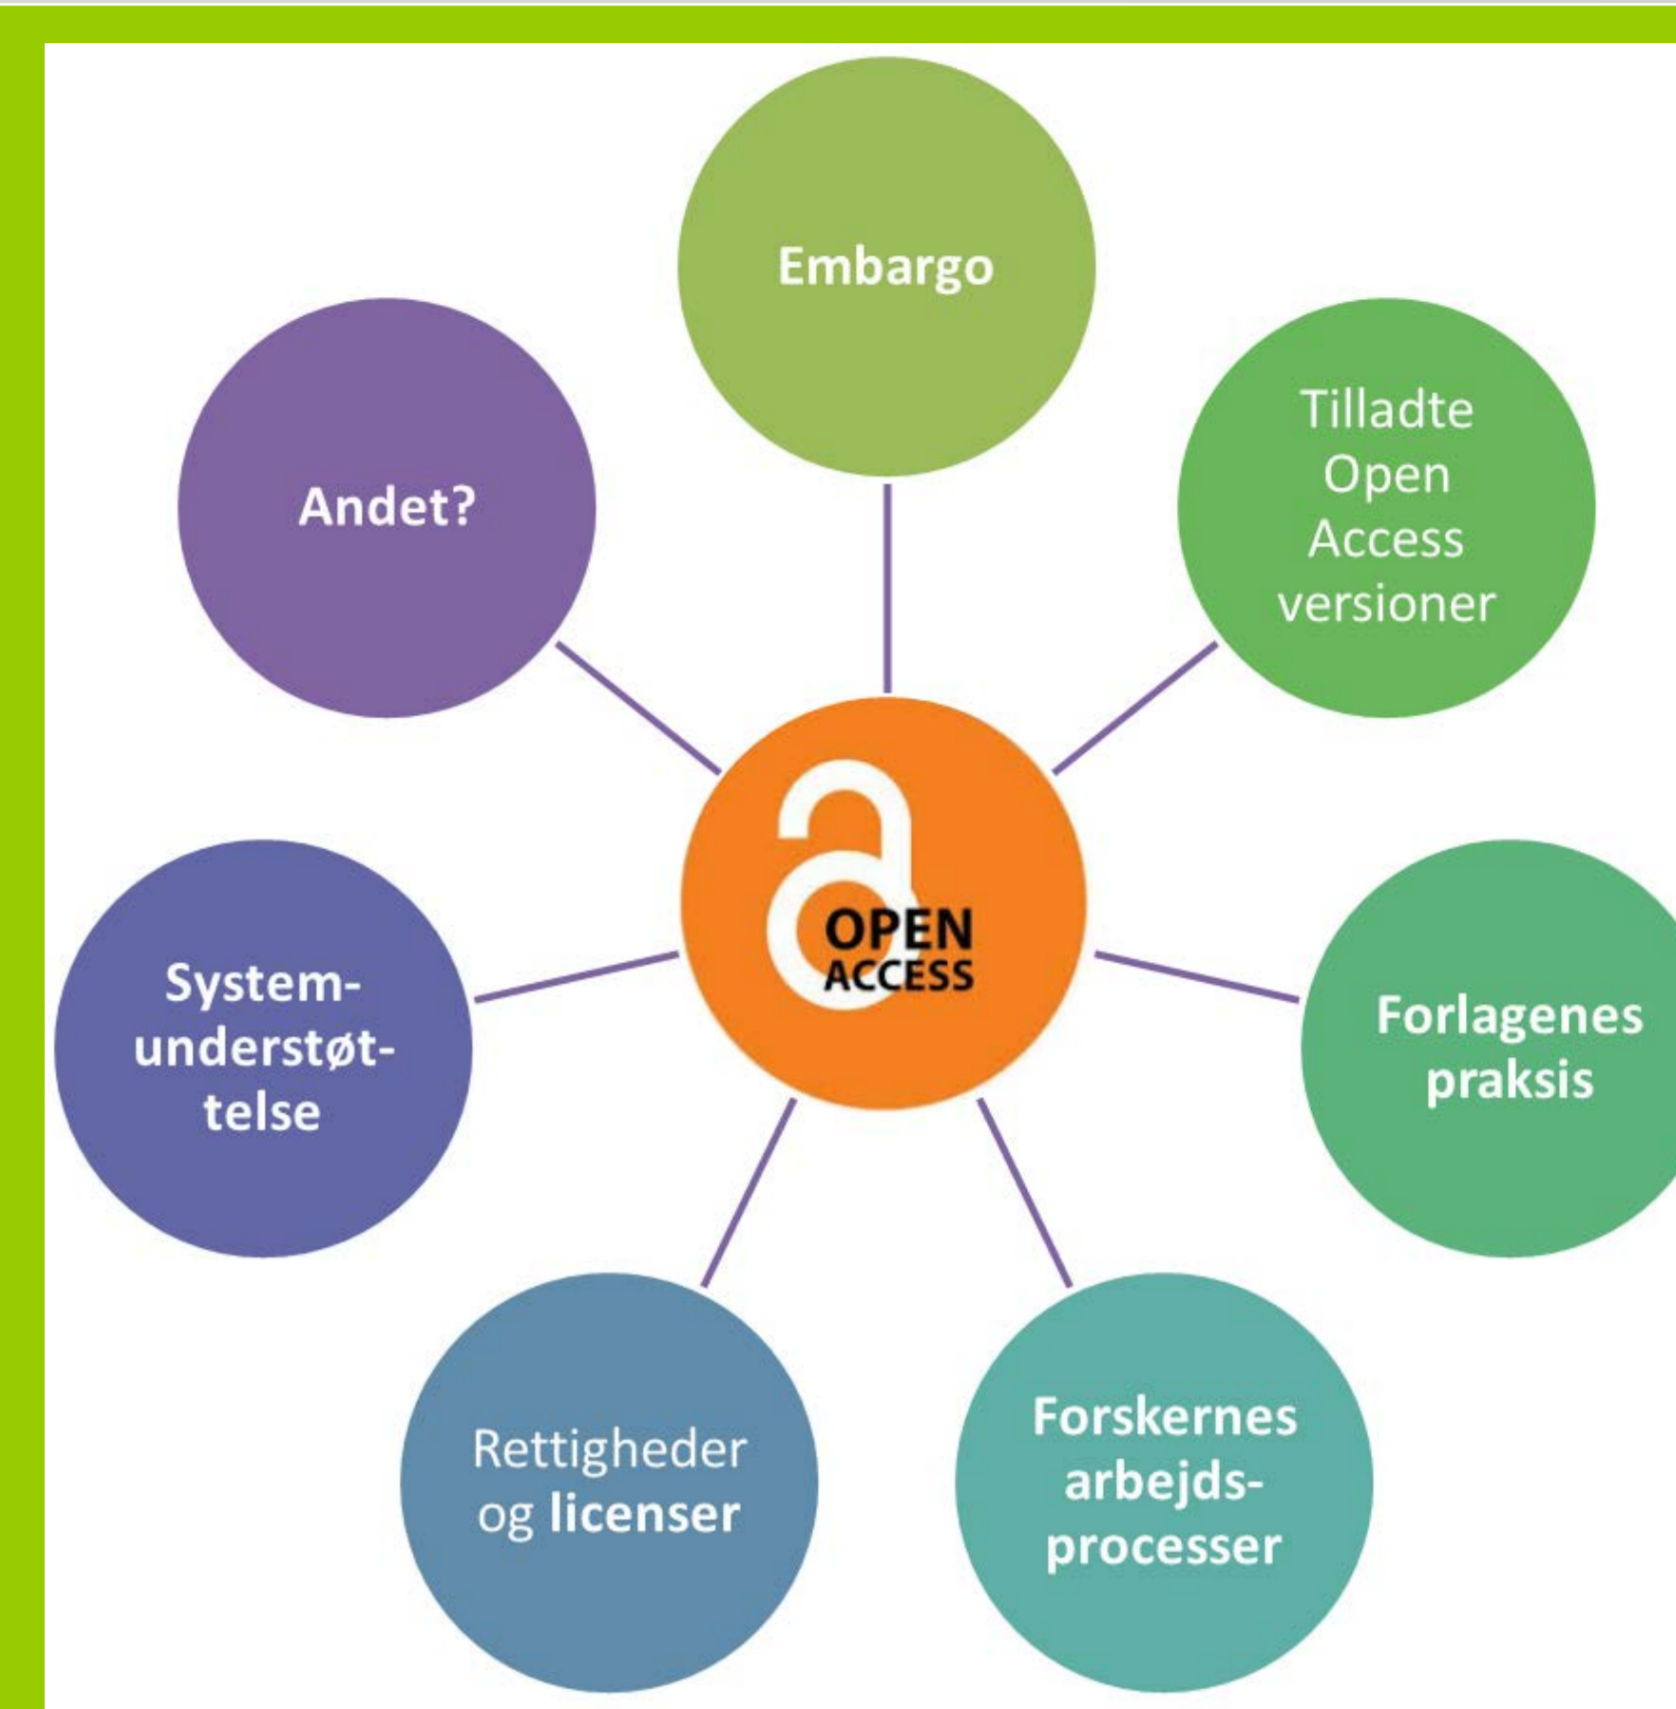 Embargo
Tilladte
Open
Access
versioner
Andet?
OPEN
ACCESS
System-
understøt-
telse
Forlagenes
praksis
Rettigheder
og licenser
Forskernes
arbejds-
processer